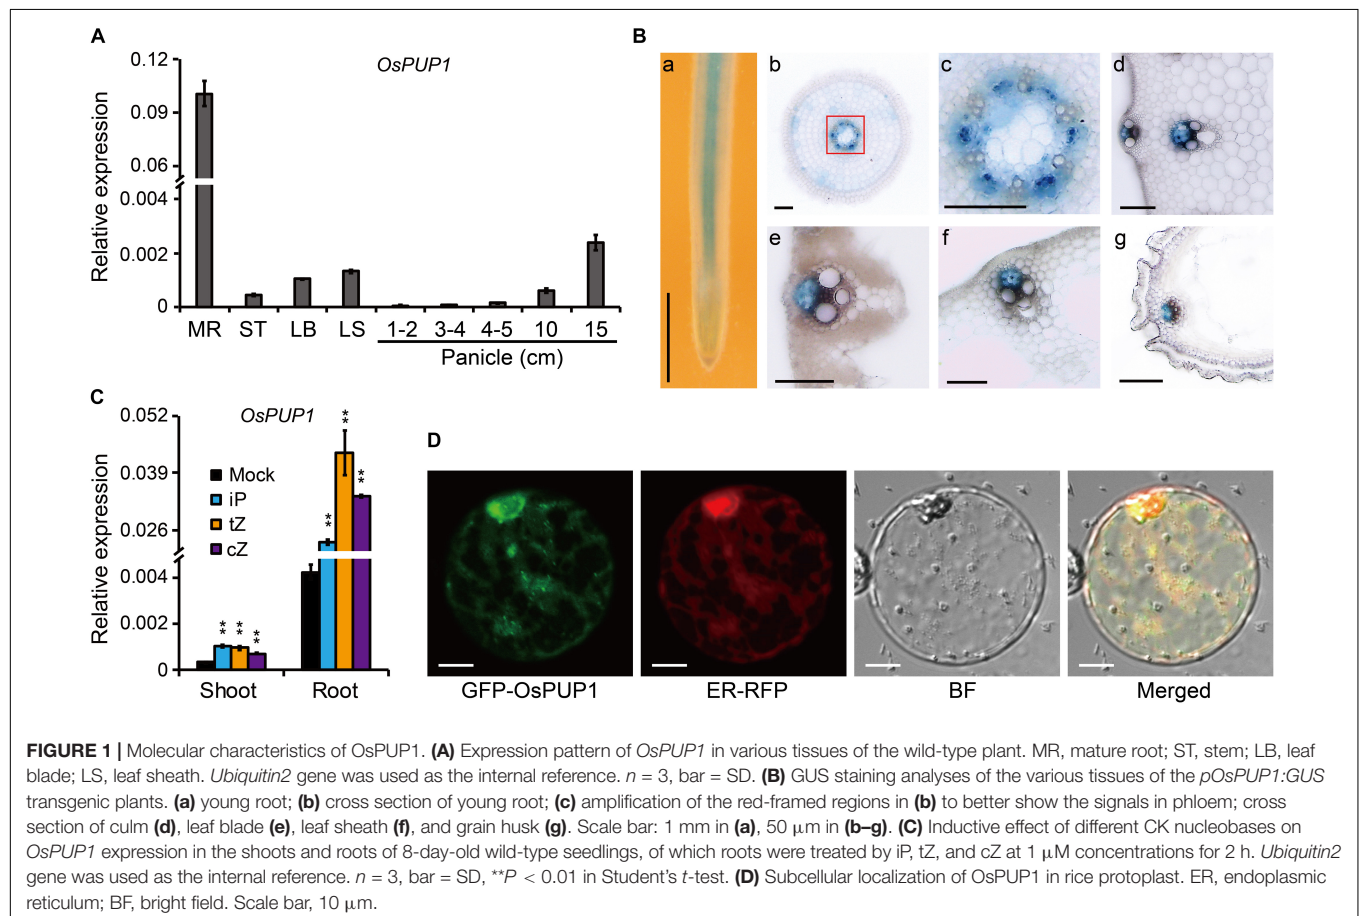 A
OsPUP1
Relative expression
0.12
0.09
0.06
0.004
0.002
0
MR ST LB LS 1-2 3-4 4-5 10 15
Panicle (cm)
B
a
b
c
d
e
f
g
C
OsPUP1
Relative expression
0.052
0.039
0.026
0.004
0.002
0
Mock
iP
tZ
cZ
** ** **
** ** **
Shoot Root
D
GFP-OsPUP1 ER-RFP BF Merged
FIGURE 1 | Molecular characteristics of OsPUP1. (A) Expression pattern of OsPUP1 in various tissues of the wild-type plant. MR, mature root; ST, stem; LB, leaf
blade; LS, leaf sheath. Ubiquitin2 gene was used as the internal reference. n = 3, bar = SD. (B) GUS staining analyses of the various tissues of the pOsPUP1:GUS
transgenic plants. (a) young root; (b) cross section of young root; (c) amplification of the red-framed regions in (b) to better show the signals in phloem; cross
section of culm (d), leaf blade (e), leaf sheath (f), and grain husk (g). Scale bar: 1 mm in (a), 50 μm in (b–g). (C) Inductive effect of different CK nucleobases on
OsPUP1 expression in the shoots and roots of 8-day-old wild-type seedlings, of which roots were treated by iP, tZ, and cZ at 1 μM concentrations for 2 h. Ubiquitin2
gene was used as the internal reference. n = 3, bar = SD, **P < 0.01 in Student's t-test. (D) Subcellular localization of OsPUP1 in rice protoplast. ER, endoplasmic
reticulum; BF, bright field. Scale bar, 10 μm.